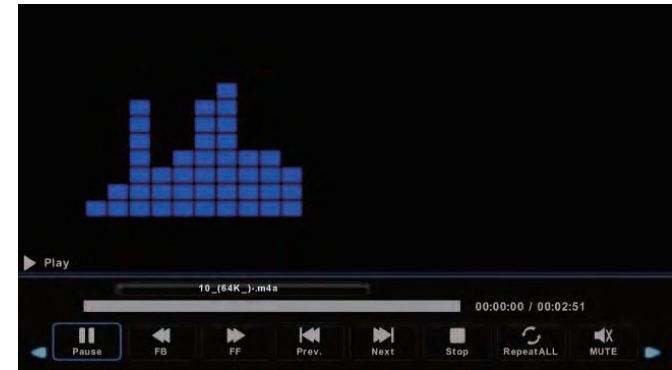 Play
10_(64K_)-.m4a
00:00:00 / 00:02:51
Pause FB FF Prev. Next Stop RepeatALL MUTE